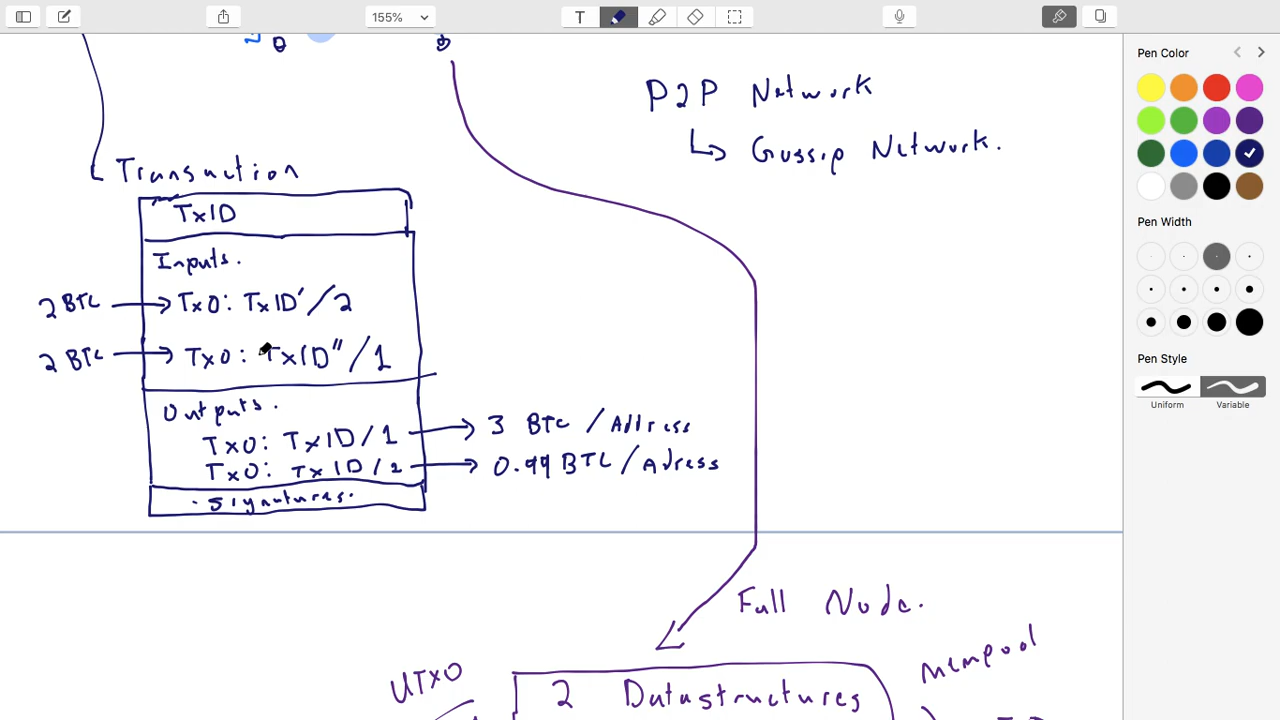 155%
T
Pen Color
P2P Network
↳ Gossip Network.
Transaction
TxID
Inputs.
2 BTC → TxO: TxID'/2
2 BTC → TxO: TxID"/1
Outputs.
TxO: TxID/1 → 3 BTC / Address
TxO: TxID/2 → 0.99 BTC / Adress
· Signatures.
Full Node.
UTXO
2 Datastructures
mempool
Pen Width
Pen Style
Uniform
Variable